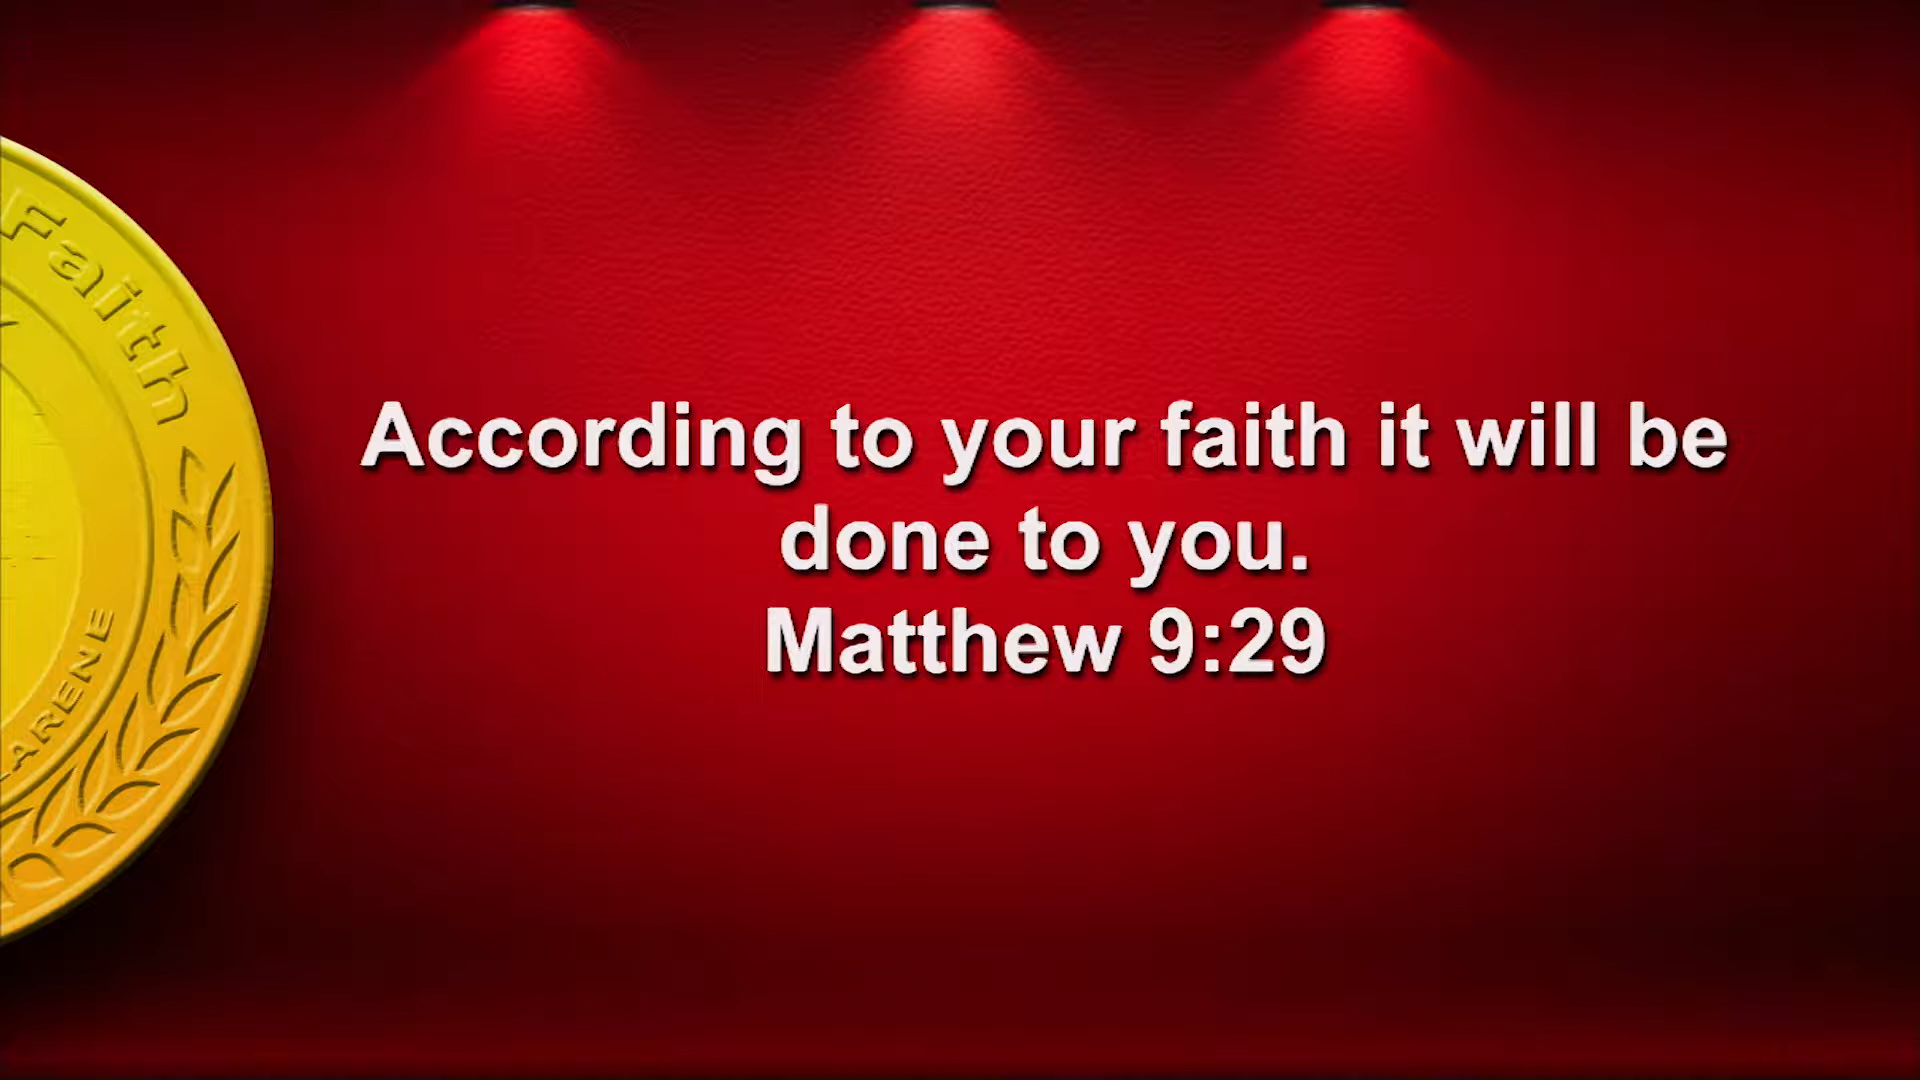 Faith
According to your faith it will be
done to you.
Matthew 9:29